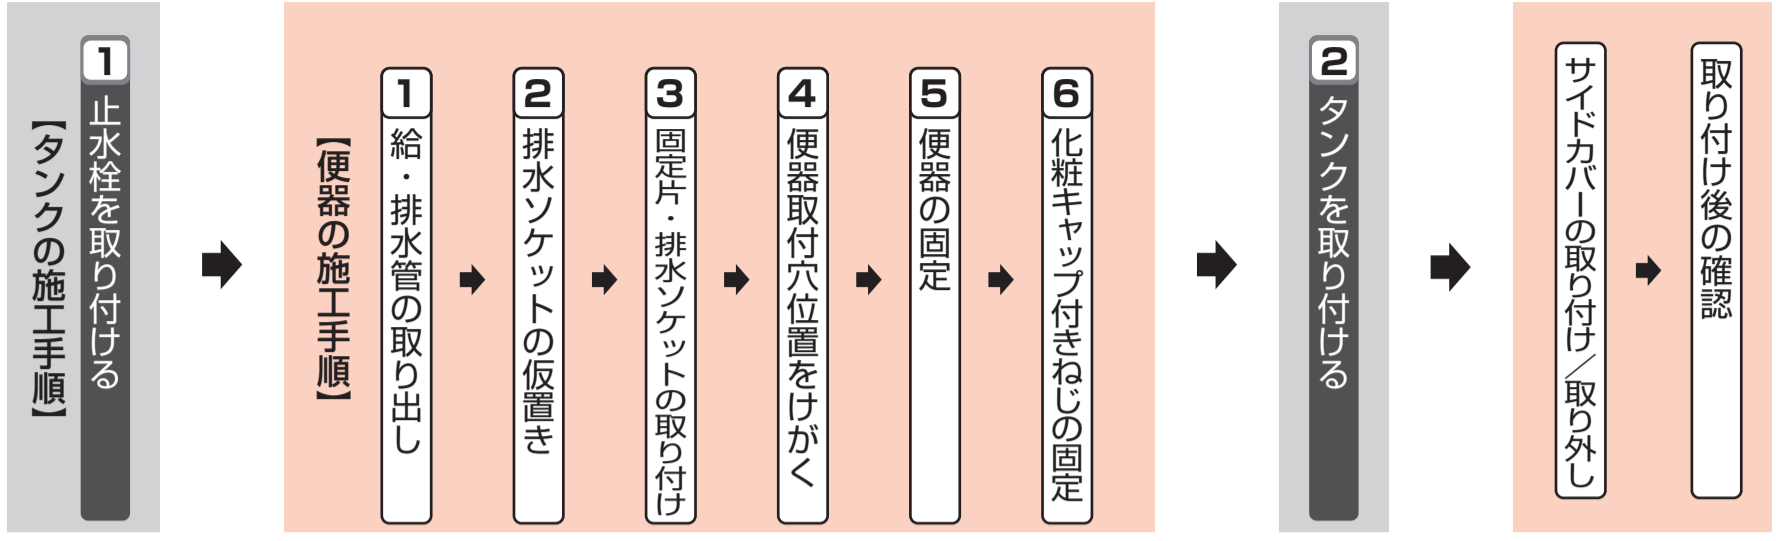 【タンクの施工手順】
1 止水栓を取り付ける
【便器の施工手順】
1 給・排水管の取り出し
2 排水ソケットの仮置き
3 固定片・排水ソケットの取り付け
4 便器取付穴位置をけがく
5 便器の固定
6 化粧キャップ付きねじの固定
2 タンクを取り付ける
サイドカバーの取り付け／取り外し
取り付け後の確認